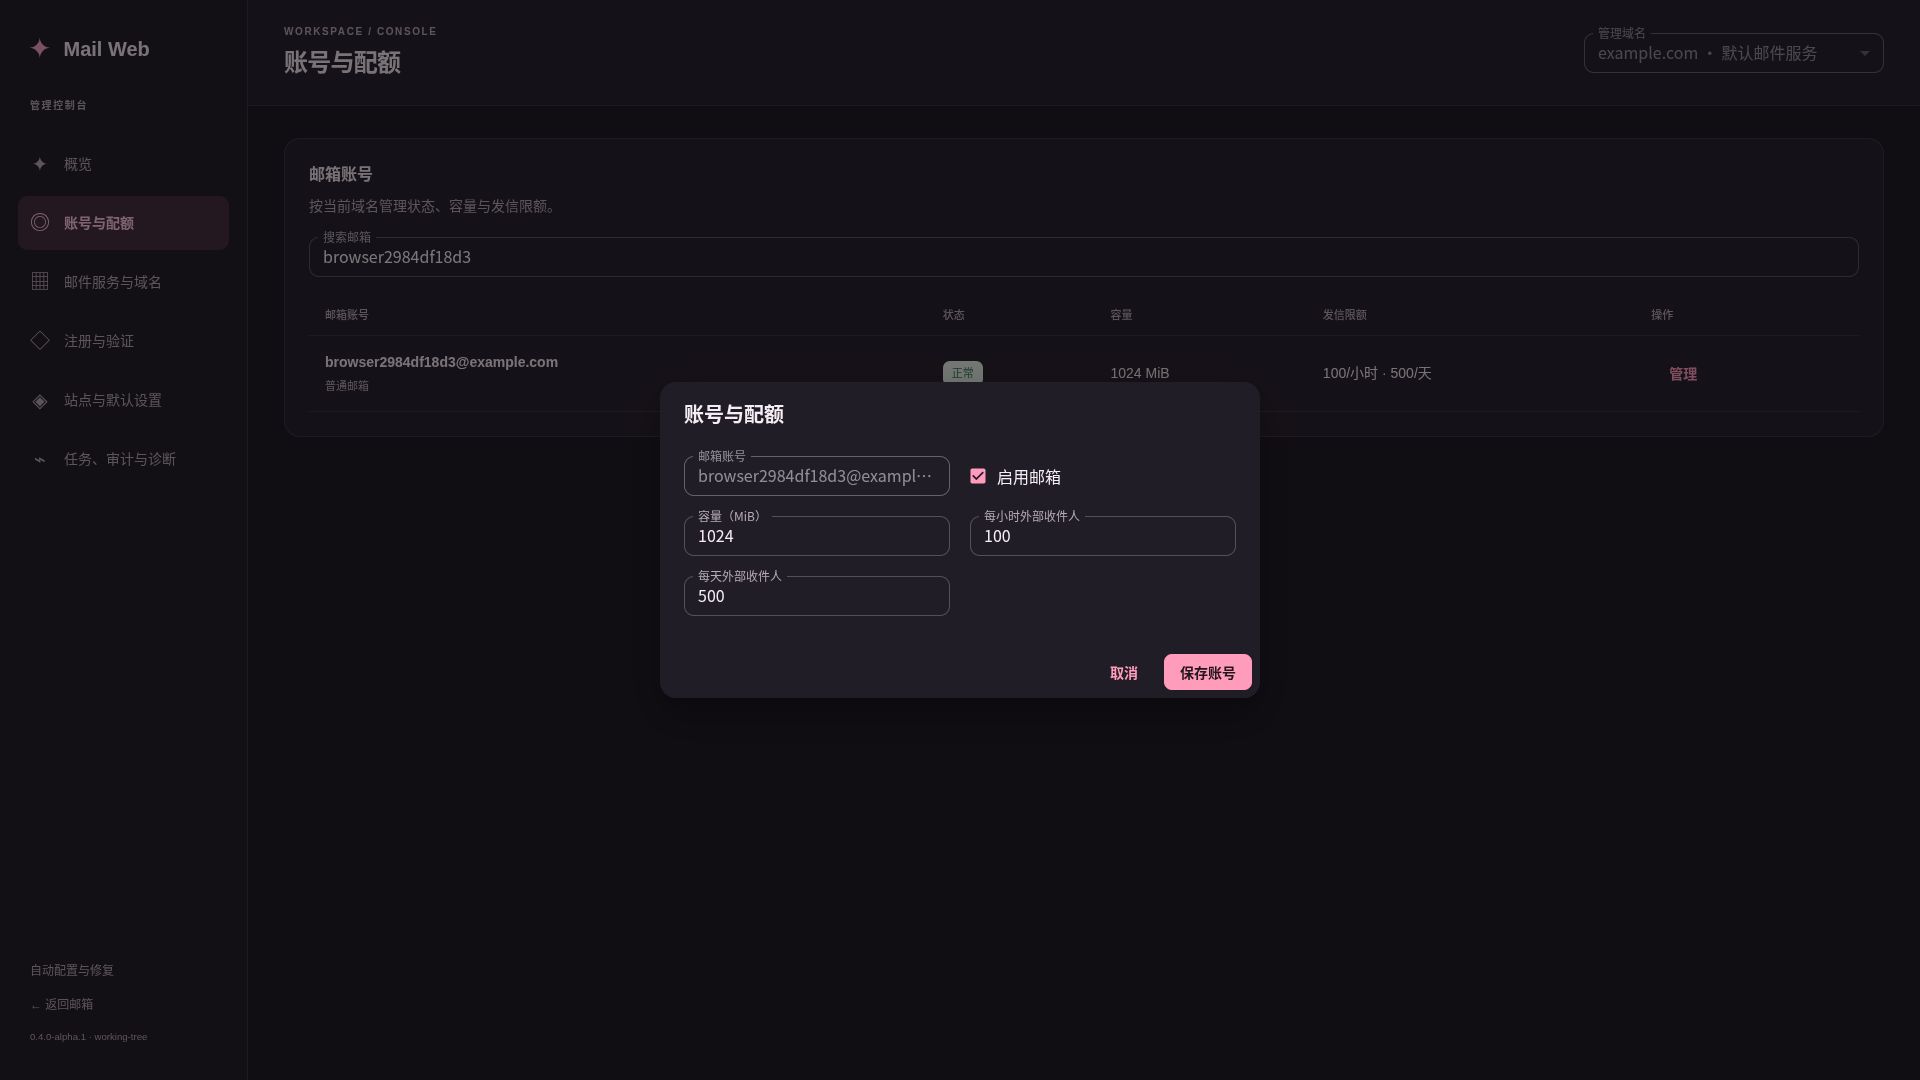 Mail Web
管理控制台
概览
账号与配额
邮件服务与域名
注册与验证
站点与默认设置
任务、审计与诊断
自动配置与修复
← 返回邮箱
0.4.0-alpha.1 · working-tree
WORKSPACE / CONSOLE
账号与配额
管理域名
example.com · 默认邮件服务
邮箱账号
按当前域名管理状态、容量与发信限额。
搜索邮箱
browser2984df18d3
邮箱账号 状态 容量 发信限额 操作
browser2984df18d3@example.com
普通邮箱
正常 1024 MiB 100/小时 · 500/天 管理
账号与配额
邮箱账号
browser2984df18d3@exampl…
启用邮箱
容量（MiB）
1024
每小时外部收件人
100
每天外部收件人
500
取消 保存账号